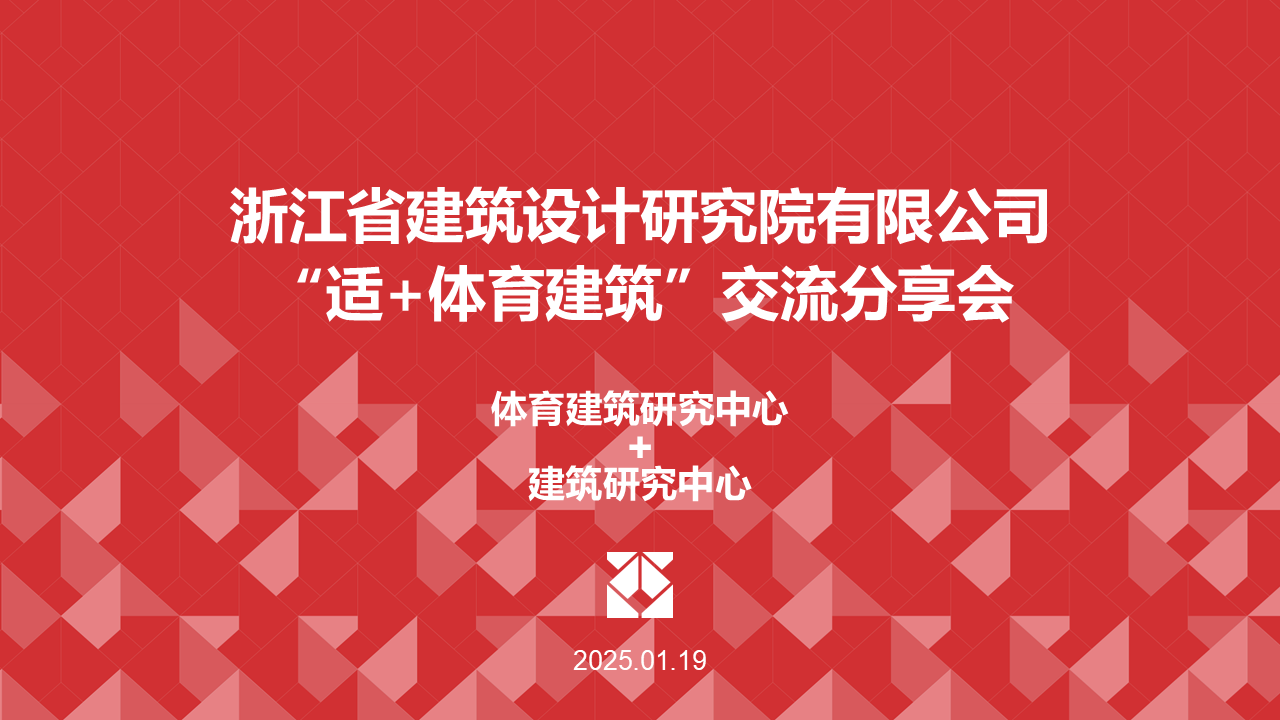 浙江省建筑设计研究院有限公司
“适+体育建筑”交流分享会
体育建筑研究中心
+
建筑研究中心
2025.01.19